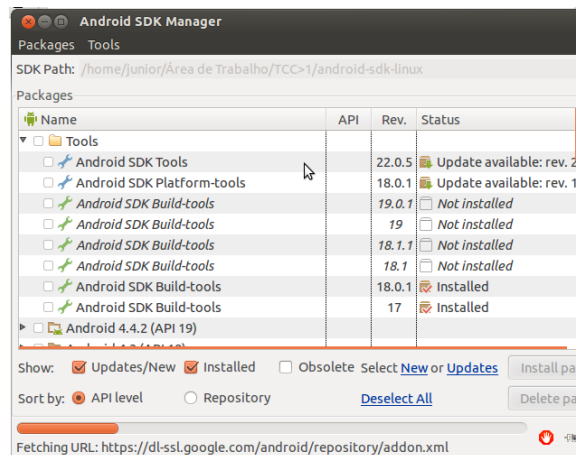 Android SDK Manager
Packages Tools
SDK Path: /home/junior/Área de Trabalho/TCC>1/android-sdk-linux
Packages
Name API Rev. Status
Tools
Android SDK Tools 22.0.5 Update available: rev. 2
Android SDK Platform-tools 18.0.1 Update available: rev. 1
Android SDK Build-tools 19.0.1 Not installed
Android SDK Build-tools 19 Not installed
Android SDK Build-tools 18.1.1 Not installed
Android SDK Build-tools 18.1 Not installed
Android SDK Build-tools 18.0.1 Installed
Android SDK Build-tools 17 Installed
Android 4.4.2 (API 19)
Show: Updates/New Installed Obsolete Select New or Updates Install pa
Sort by: API level Repository Deselect All Delete pa
Fetching URL: https://dl-ssl.google.com/android/repository/addon.xml